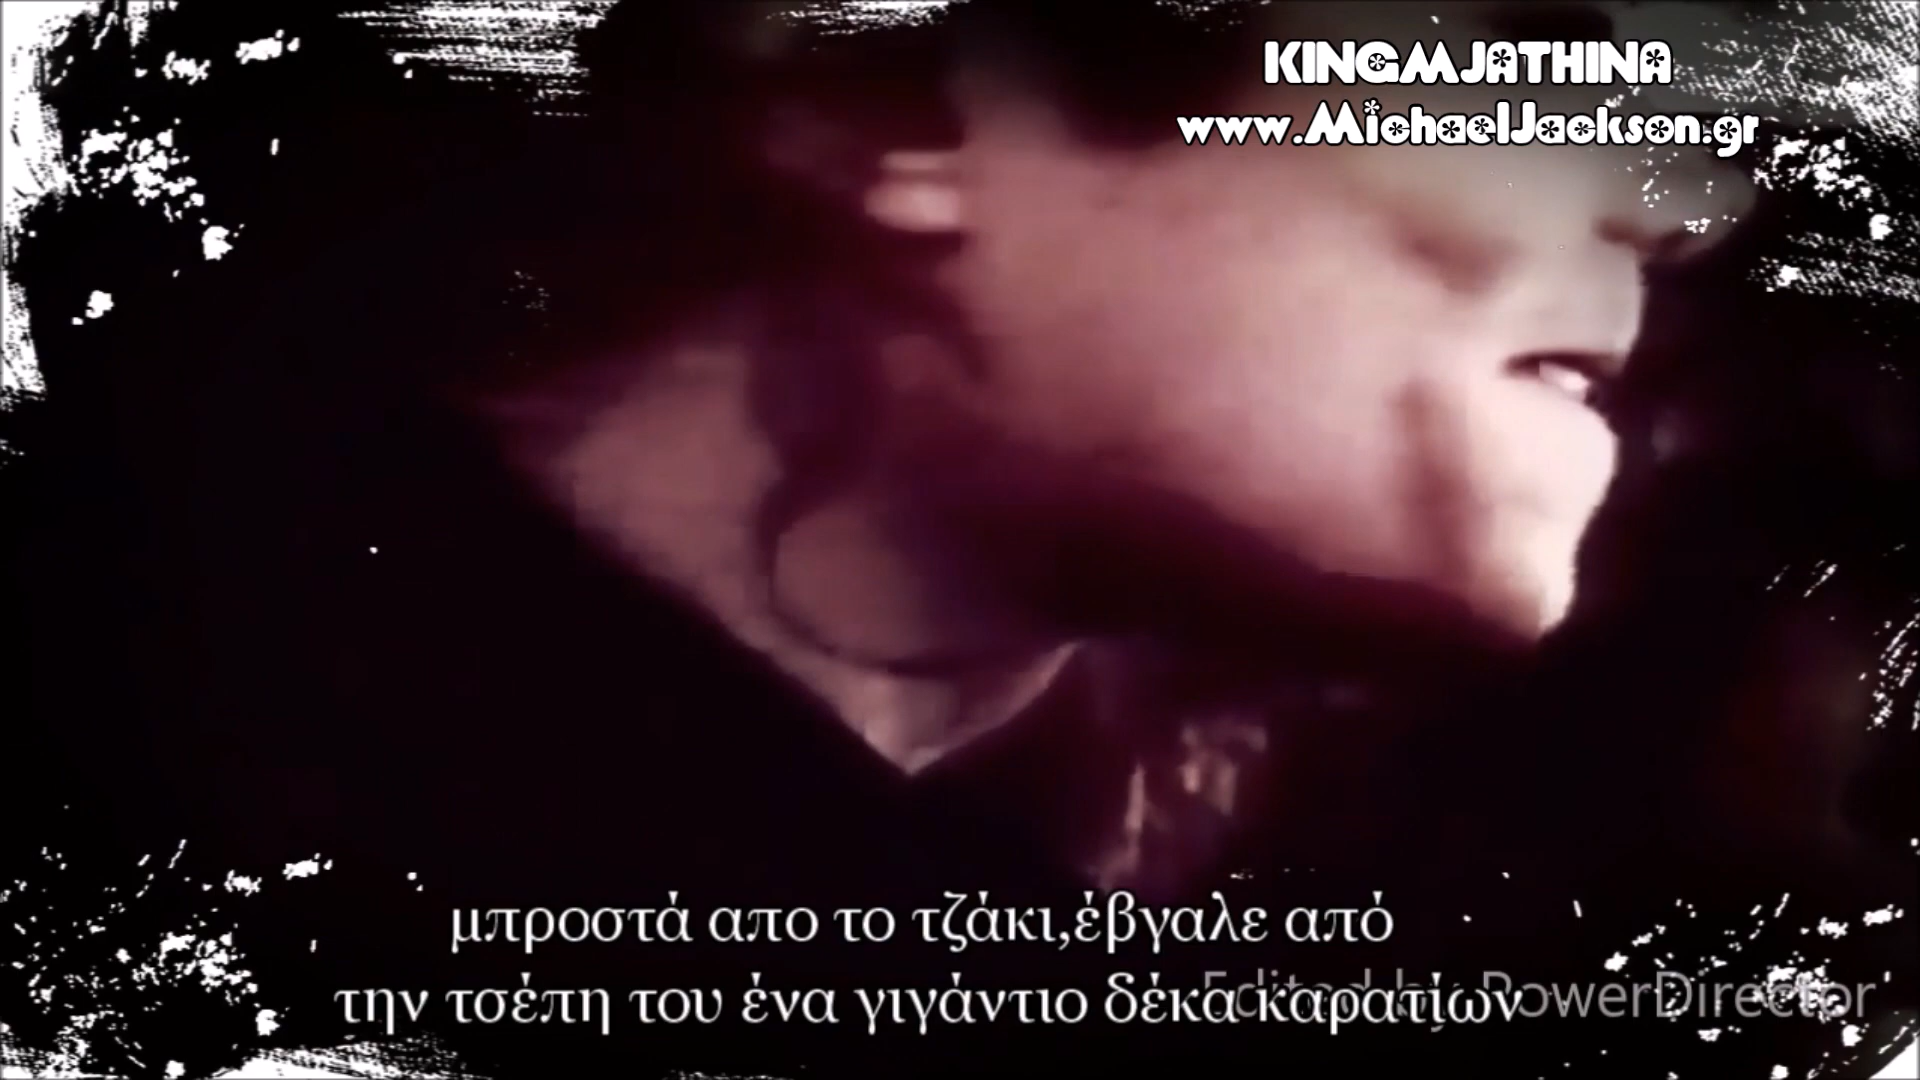 KINGMJATHINA
www.MichaelJackson.gr
μπροστά απο το τζάκι,έβγαλε από
την τσέπη του ένα γιγάντιο δέκα καρατίων
Edited by PowerDirector